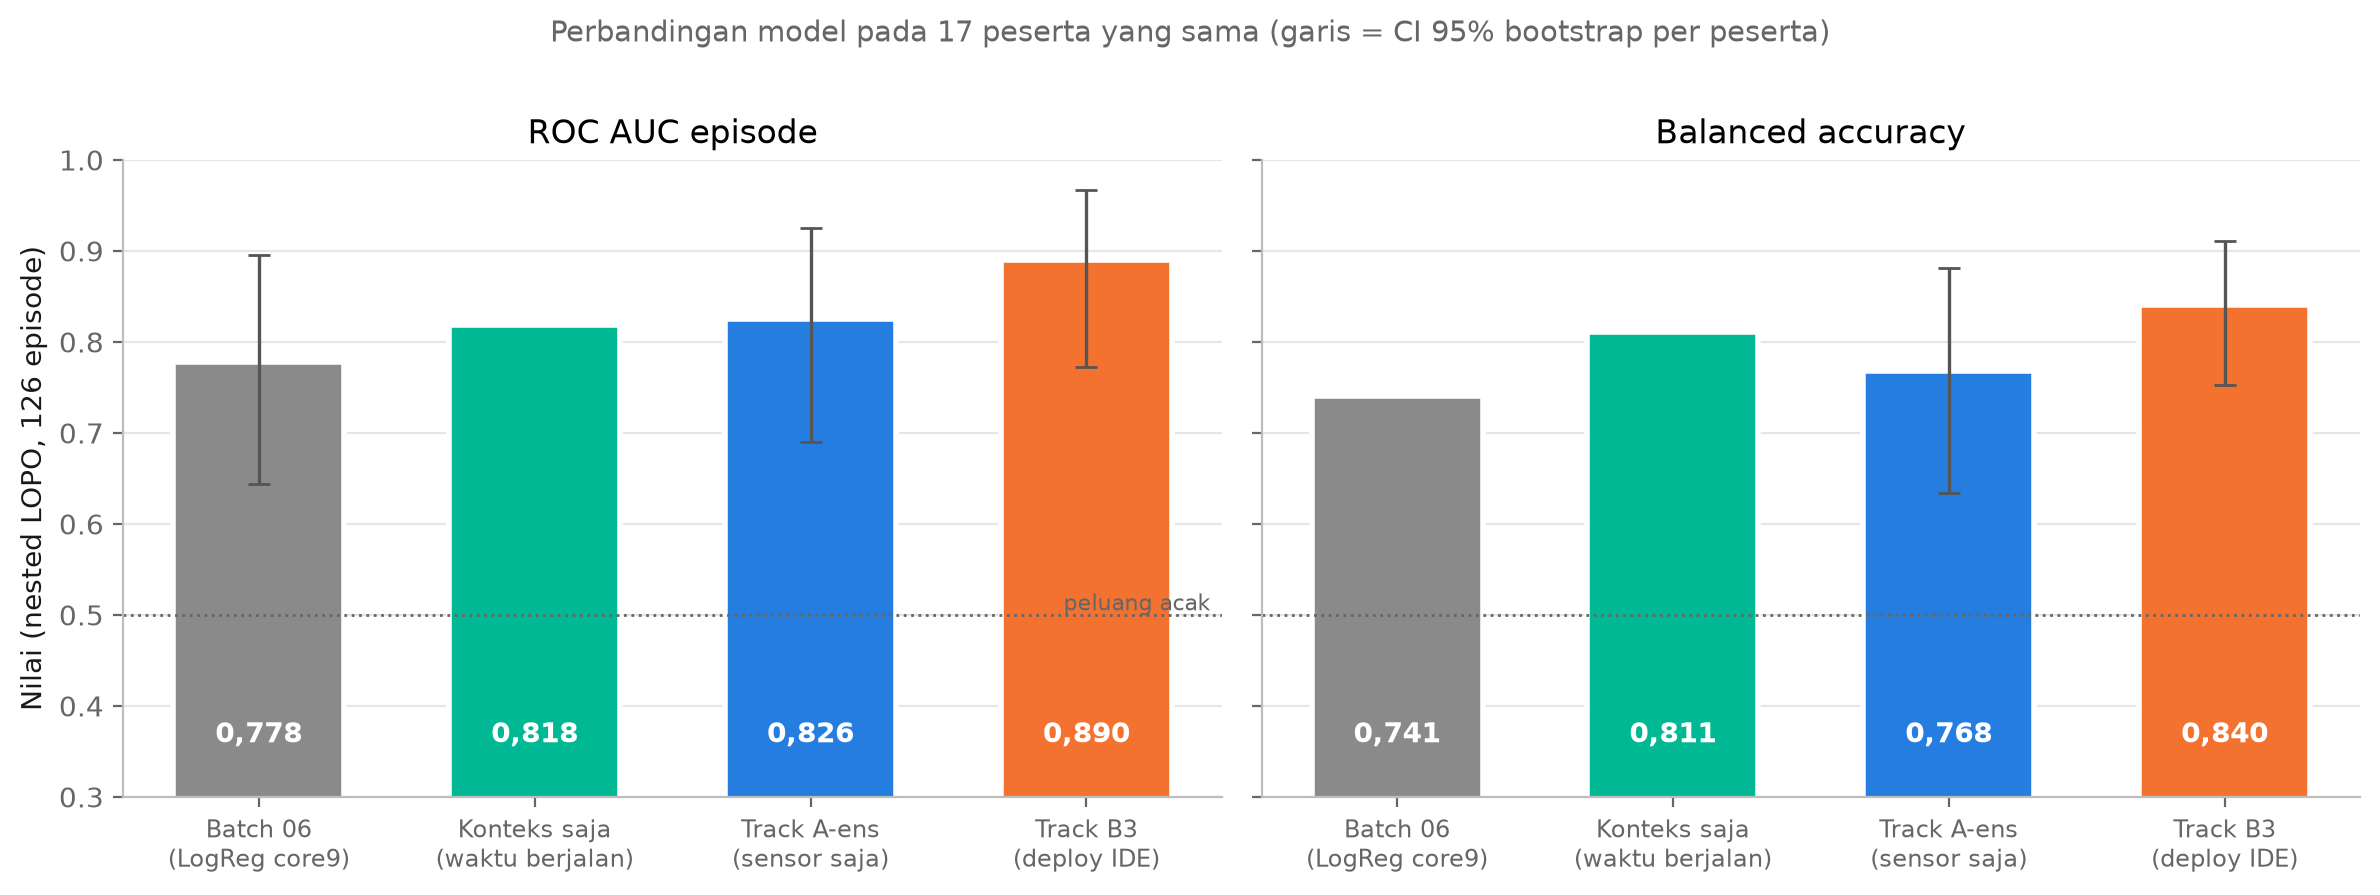 Perbandingan model pada 17 peserta yang sama (garis = CI 95% bootstrap per peserta)
ROC AUC episode
Nilai (nested LOPO, 126 episode)
1.0
0.9
0.8
0.7
0.6
0.5
0.4
0.3
peluang acak
0,778
0,818
0,826
0,890
Batch 06
(LogReg core9)
Konteks saja
(waktu berjalan)
Track A-ens
(sensor saja)
Track B3
(deploy IDE)
Balanced accuracy
0,741
0,811
0,768
0,840
Batch 06
(LogReg core9)
Konteks saja
(waktu berjalan)
Track A-ens
(sensor saja)
Track B3
(deploy IDE)